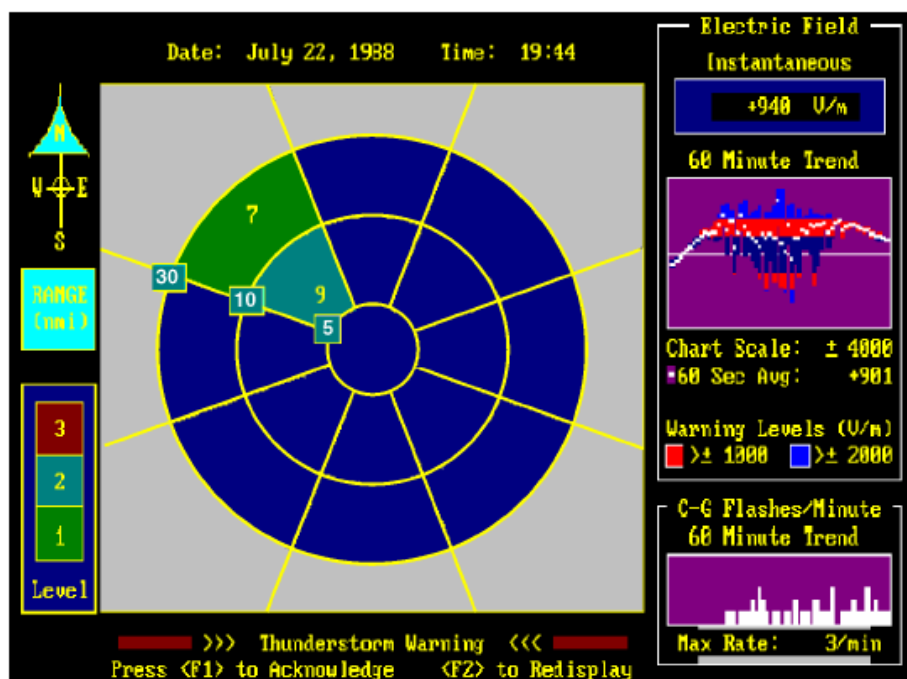 Date: July 22, 1988 Time: 19:44
N
W E
S
RANGE
(nmi)
3
2
1
Level
7
9
30
10
5
Electric Field
Instantaneous
+940 V/m
60 Minute Trend
Chart Scale: ± 4000
60 Sec Avg: +901
Warning Levels (V/m)
>± 1000 >± 2000
C-G Flashes/Minute
60 Minute Trend
Max Rate: 3/min
>>> Thunderstorm Warning <<<
Press <F1> to Acknowledge <F2> to Redisplay